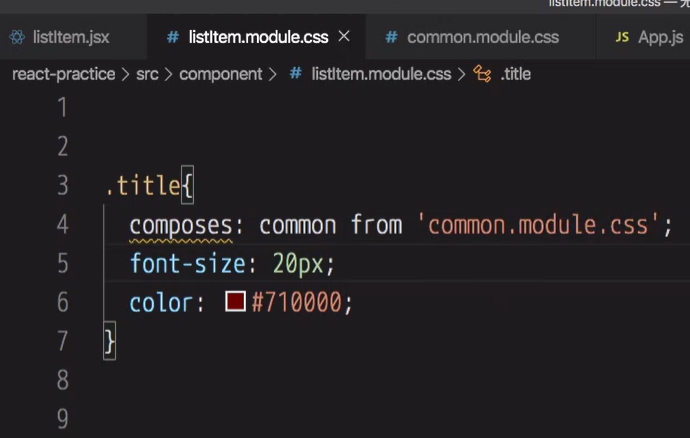 listItem.module.css —
listItem.jsx # listItem.module.css × # common.module.css JS App.js
react-practice > src > component > # listItem.module.css > .title
1
2
3 .title{
4 composes: common from 'common.module.css';
5 font-size: 20px;
6 color: #710000;
7 }
8
9